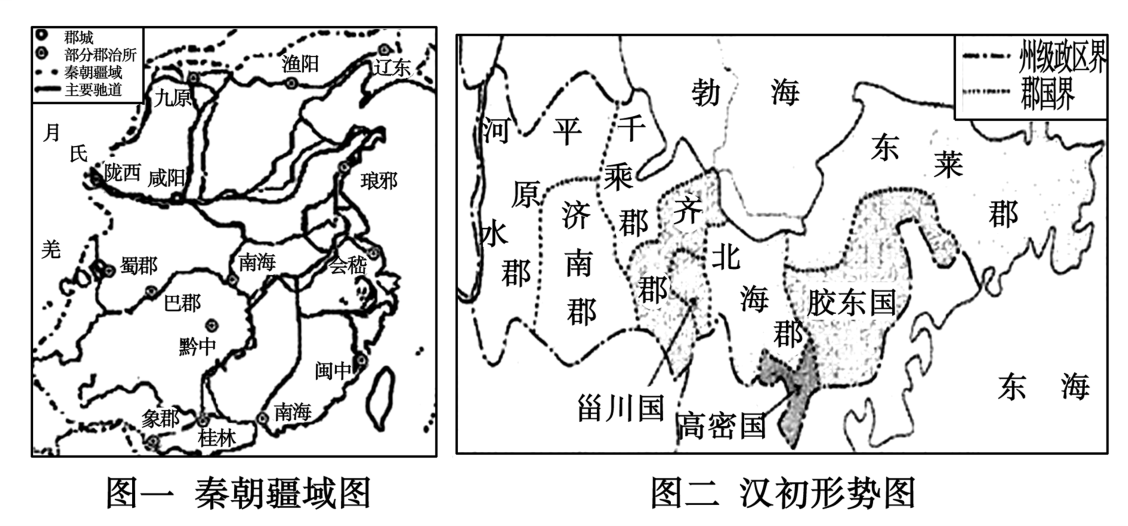 郡城
部分郡治所
秦朝疆域
主要驰道
渔阳
辽东
九原
月
氏
陇西
咸阳
琅邪
羌
蜀郡
南海
会嵇
巴郡
黔中
闽中
象郡
桂林
南海
图一 秦朝疆域图
州级政区界
郡国界
勃海
河水
平原郡
千乘郡
济南郡
齐郡
北海郡
东莱郡
胶东国
甾川国
高密国
东海
图二 汉初形势图